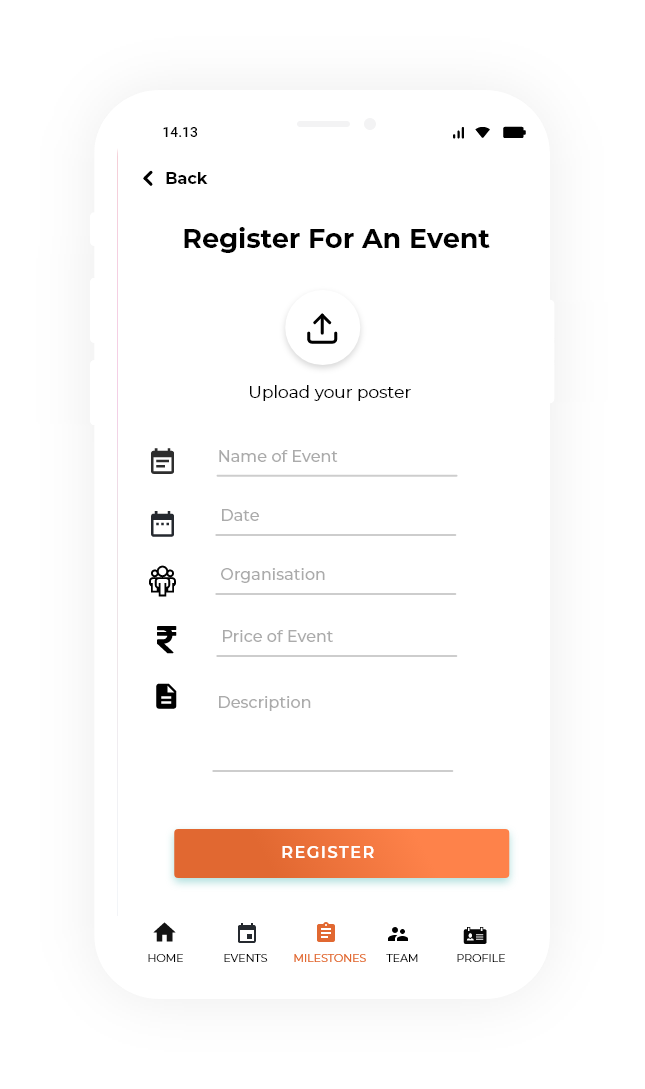 14.13
Back
Register For An Event
Upload your poster
Name of Event
Date
Organisation
₹ Price of Event
Description
REGISTER
HOME EVENTS MILESTONES TEAM PROFILE